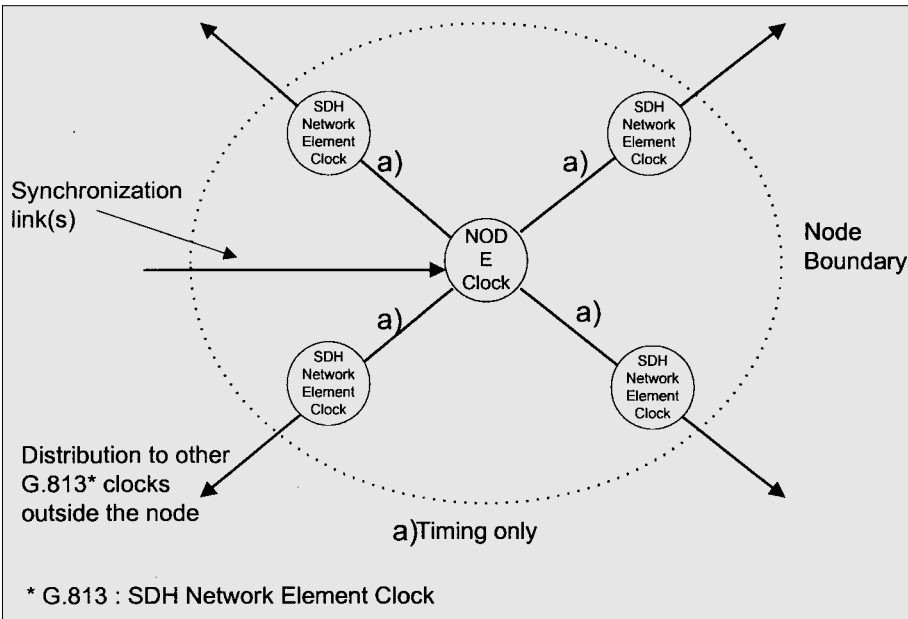 SDH
Network
Element
Clock
SDH
Network
Element
Clock
a)
a)
Synchronization
link(s)
NOD
E
Clock
Node
Boundary
a)
a)
SDH
Network
Element
Clock
SDH
Network
Element
Clock
Distribution to other
G.813* clocks
outside the node
a)Timing only
* G.813 : SDH Network Element Clock